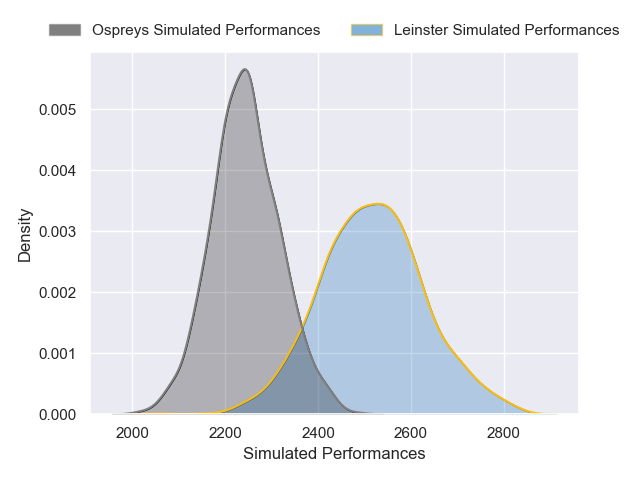 Ospreys Simulated Performances Leinster Simulated Performances
0.005
0.004
0.003
0.002
0.001
0.000
Density
2000 2200 2400 2600 2800
Simulated Performances